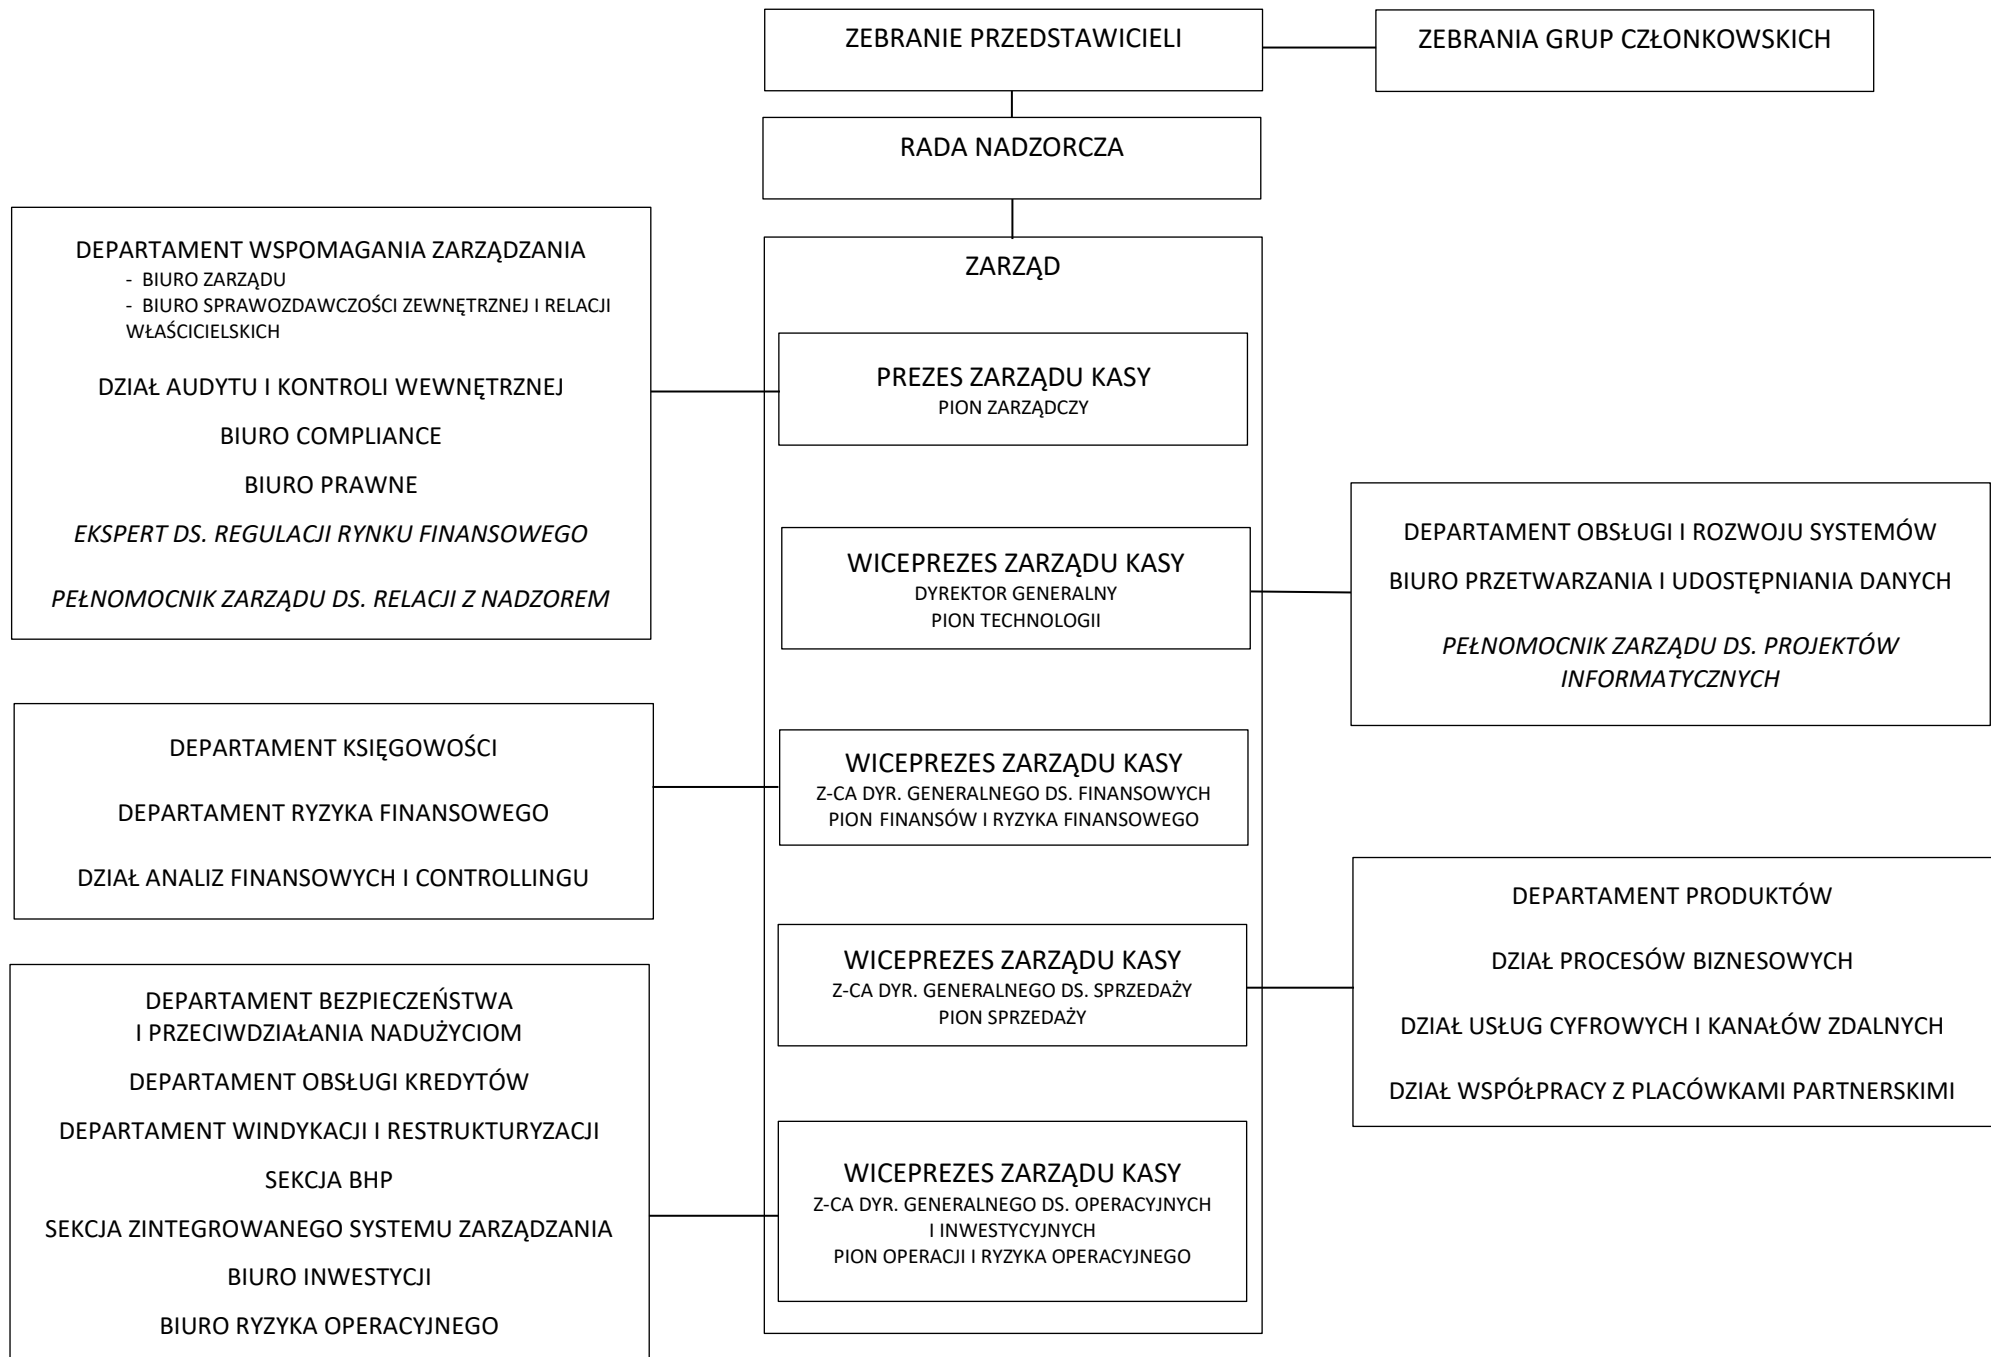 ZEBRANIE PRZEDSTAWICIELI
ZEBRANIA GRUP CZŁONKOWSKICH
RADA NADZORCZA
ZARZĄD
DEPARTAMENT WSPOMAGANIA ZARZĄDZANIA
- BIURO ZARZĄDU
- BIURO SPRAWOZDAWCZOŚCI ZEWNĘTRZNEJ I RELACJI
WŁAŚCICIELSKICH
DZIAŁ AUDYTU I KONTROLI WEWNĘTRZNEJ
BIURO COMPLIANCE
BIURO PRAWNE
EKSPERT DS. REGULACJI RYNKU FINANSOWEGO
PEŁNOMOCNIK ZARZĄDU DS. RELACJI Z NADZOREM
PREZES ZARZĄDU KASY
PION ZARZĄDCZY
WICEPREZES ZARZĄDU KASY
DYREKTOR GENERALNY
PION TECHNOLOGII
DEPARTAMENT OBSŁUGI I ROZWOJU SYSTEMÓW
BIURO PRZETWARZANIA I UDOSTĘPNIANIA DANYCH
PEŁNOMOCNIK ZARZĄDU DS. PROJEKTÓW
INFORMATYCZNYCH
DEPARTAMENT KSIĘGOWOŚCI
DEPARTAMENT RYZYKA FINANSOWEGO
DZIAŁ ANALIZ FINANSOWYCH I CONTROLLINGU
WICEPREZES ZARZĄDU KASY
Z-CA DYR. GENERALNEGO DS. FINANSOWYCH
PION FINANSÓW I RYZYKA FINANSOWEGO
WICEPREZES ZARZĄDU KASY
Z-CA DYR. GENERALNEGO DS. SPRZEDAŻY
PION SPRZEDAŻY
DEPARTAMENT PRODUKTÓW
DZIAŁ PROCESÓW BIZNESOWYCH
DZIAŁ USŁUG CYFROWYCH I KANAŁÓW ZDALNYCH
DZIAŁ WSPÓŁPRACY Z PLACÓWKAMI PARTNERSKIMI
DEPARTAMENT BEZPIECZEŃSTWA
I PRZECIWDZIAŁANIA NADUŻYCIOM
DEPARTAMENT OBSŁUGI KREDYTÓW
DEPARTAMENT WINDYKACJI I RESTRUKTURYZACJI
SEKCJA BHP
SEKCJA ZINTEGROWANEGO SYSTEMU ZARZĄDZANIA
BIURO INWESTYCJI
BIURO RYZYKA OPERACYJNEGO
WICEPREZES ZARZĄDU KASY
Z-CA DYR. GENERALNEGO DS. OPERACYJNYCH
I INWESTYCYJNYCH
PION OPERACJI I RYZYKA OPERACYJNEGO